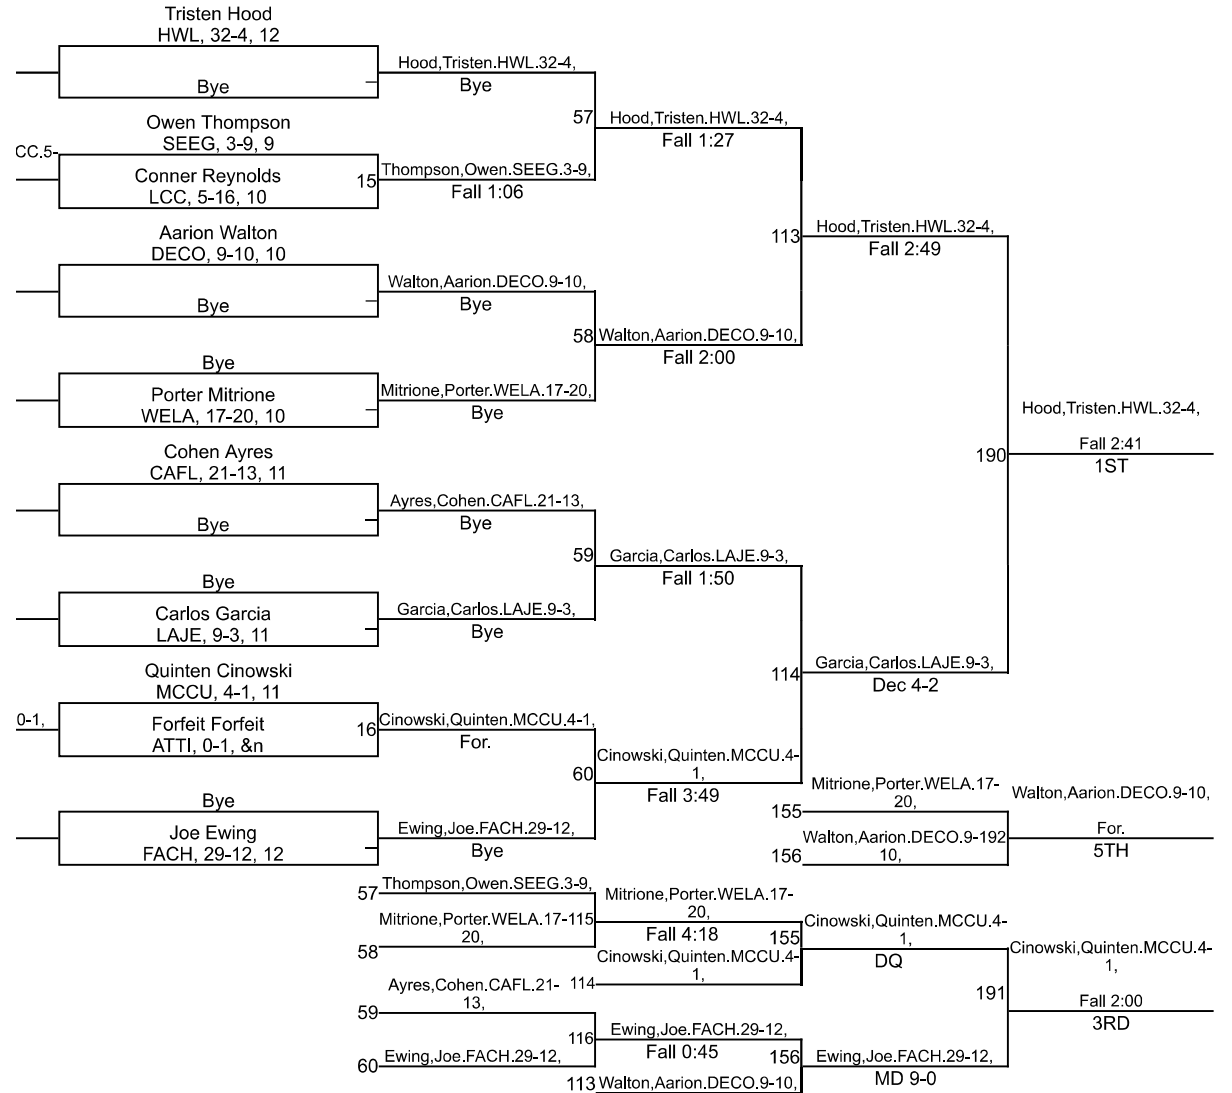 Tristen Hood
HWL, 32-4, 12
Hood,Tristen.HWL.32-4,
Bye
Bye
57
Hood,Tristen.HWL.32-4,
Fall 1:27
Owen Thompson
SEEG, 3-9, 9
CC.5-
Conner Reynolds
LCC, 5-16, 10
15
Thompson,Owen.SEEG.3-9,
Fall 1:06
113
Hood,Tristen.HWL.32-4,
Fall 2:49
Aarion Walton
DECO, 9-10, 10
Walton,Aarion.DECO.9-10,
Bye
Bye
58
Walton,Aarion.DECO.9-10,
Fall 2:00
Bye
Porter Mitrione
WELA, 17-20, 10
Mitrione,Porter.WELA.17-20,
Bye
Hood,Tristen.HWL.32-4,
190
Fall 2:41
1ST
Cohen Ayres
CAFL, 21-13, 11
Ayres,Cohen.CAFL.21-13,
Bye
Bye
59
Garcia,Carlos.LAJE.9-3,
Fall 1:50
Bye
Carlos Garcia
LAJE, 9-3, 11
Garcia,Carlos.LAJE.9-3,
Bye
114
Garcia,Carlos.LAJE.9-3,
Dec 4-2
Quinten Cinowski
MCCU, 4-1, 11
0-1,
Forfeit Forfeit
ATTI, 0-1, &n
16
Cinowski,Quinten.MCCU.4-1,
For.
60
Cinowski,Quinten.MCCU.4-
1,
Fall 3:49
Bye
Joe Ewing
FACH, 29-12, 12
Ewing,Joe.FACH.29-12,
Bye
Mitrione,Porter.WELA.17-
20,
155
Walton,Aarion.DECO.9-192
10,
156
Walton,Aarion.DECO.9-10,
For.
5TH
57
Thompson,Owen.SEEG.3-9,
Mitrione,Porter.WELA.17-115
20,
58
Mitrione,Porter.WELA.17-
20,
Fall 4:18
155
Cinowski,Quinten.MCCU.4-
1,
DQ
Cinowski,Quinten.MCCU.4-
1,
114
Ayres,Cohen.CAFL.21-
13,
59
116
Ewing,Joe.FACH.29-12,
Fall 0:45
60
Ewing,Joe.FACH.29-12,
156
Ewing,Joe.FACH.29-12,
MD 9-0
113
Walton,Aarion.DECO.9-10,
191
Cinowski,Quinten.MCCU.4-
1,
Fall 2:00
3RD